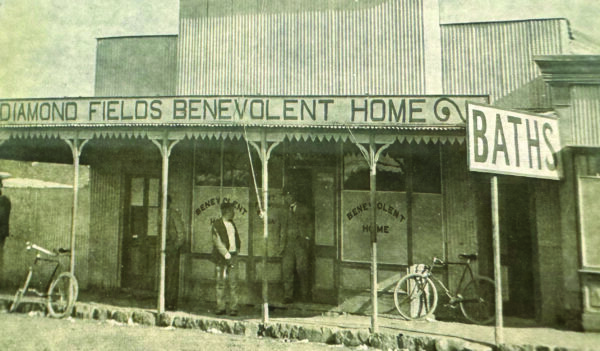 DIAMOND FIELDS BENEVOLENT HOME
BATHS
BENEVOLENT
HOME
BENEVOLENT
HOME